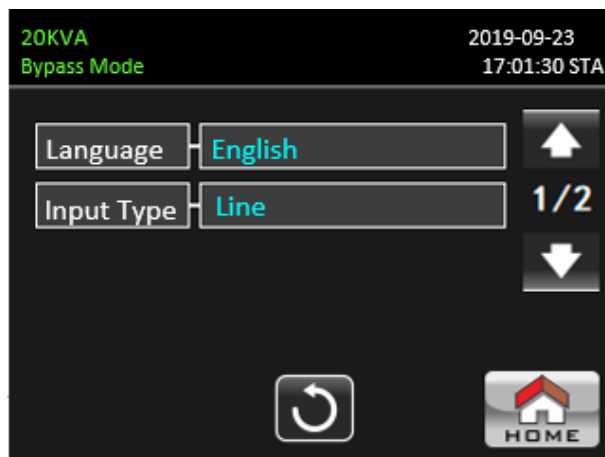 20KVA 2019-09-23
Bypass Mode 17:01:30 STA
Language English
Input Type Line
1/2
HOME